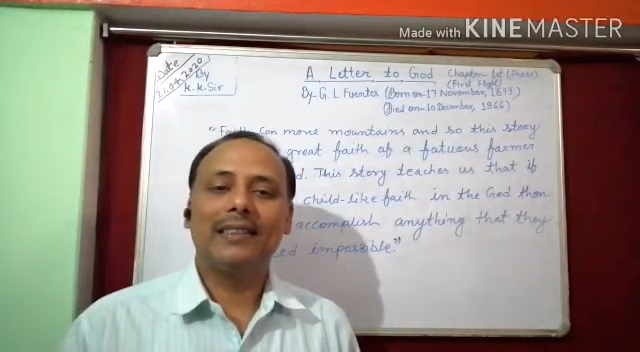 Made with KINEMASTER
Date
21.04.2020
By
K.K.Sir
A Letter to God Chapter-1st (Prose)
(First Flight)
By- G. L Fuentes (Born on-17 November, 1899)
(Died on-10 December, 1966)
"Faith can move mountains and so this story
great faith of a fatuous farmer
d. This story teaches us that if
child-like faith in the God then
accomplish anything that they
ed impossible."